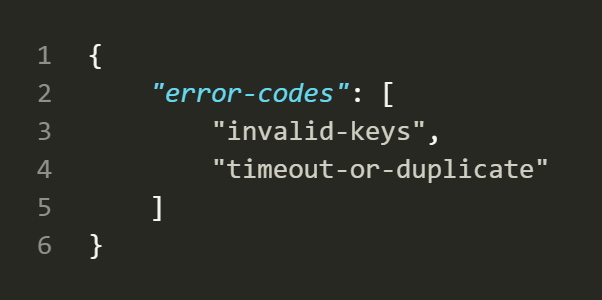 1 {
2     "error-codes": [
3         "invalid-keys",
4         "timeout-or-duplicate"
5     ]
6 }